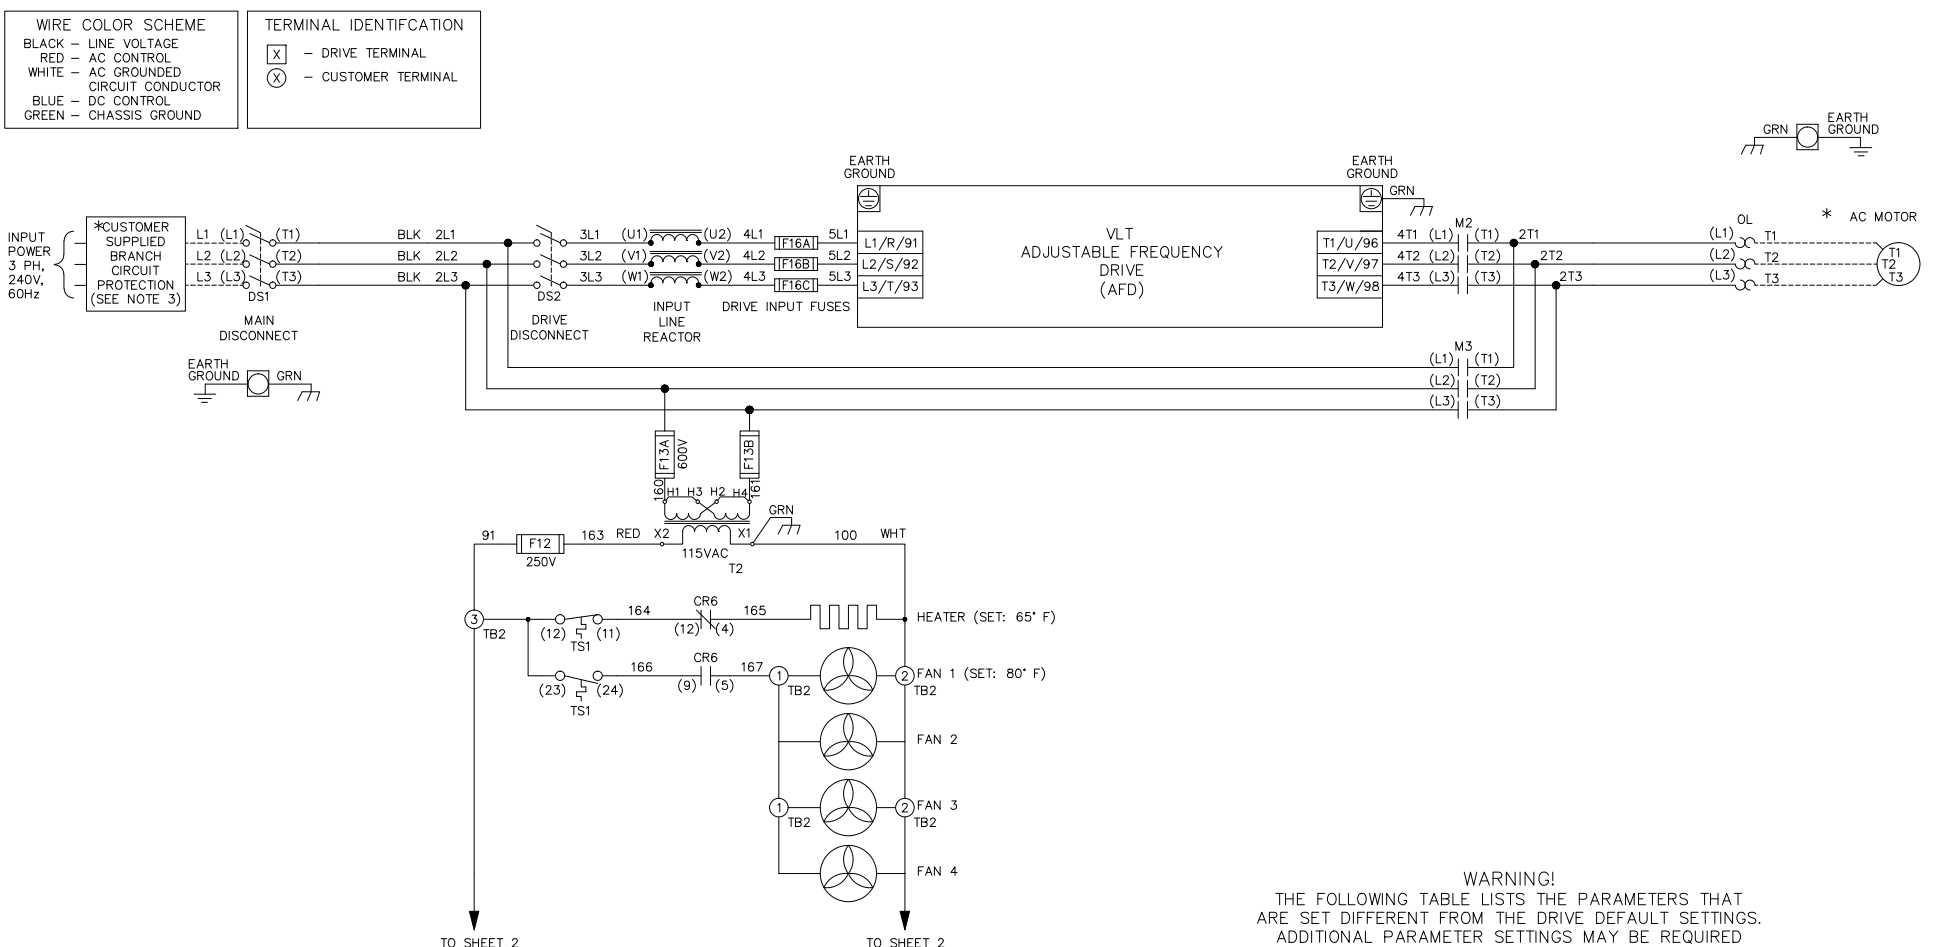 WIRE COLOR SCHEME
BLACK – LINE VOLTAGE
RED – AC CONTROL
WHITE – AC GROUNDED
CIRCUIT CONDUCTOR
BLUE – DC CONTROL
GREEN – CHASSIS GROUND
TERMINAL IDENTIFCATION
X – DRIVE TERMINAL
X – CUSTOMER TERMINAL
GRN
EARTH
GROUND
INPUT
POWER
3 PH,
240V,
60Hz
*CUSTOMER
SUPPLIED
BRANCH
CIRCUIT
PROTECTION
(SEE NOTE 3)
L1 (L1) (T1) BLK 2L1
L2 (L2) (T2) BLK 2L2
L3 (L3) (T3) BLK 2L3
DS1
MAIN
DISCONNECT
3L1 (U1) (U2) 4L1 F16A 5L1
3L2 (V1) (V2) 4L2 F16B 5L2
3L3 (W1) (W2) 4L3 F16C 5L3
DS2
DRIVE
DISCONNECT
INPUT
LINE
REACTOR
DRIVE INPUT FUSES
EARTH
GROUND
L1/R/91
L2/S/92
L3/T/93
VLT
ADJUSTABLE FREQUENCY
DRIVE
(AFD)
EARTH
GROUND
GRN
T1/U/96
T2/V/97
T3/W/98
M2
4T1 (L1) (T1) 2T1
4T2 (L2) (T2) 2T2
4T3 (L3) (T3) 2T3
OL
(L1) T1
(L2) T2
(L3) T3
* AC MOTOR
T1
T2
T3
M3
(L1) (T1)
(L2) (T2)
(L3) (T3)
EARTH
GROUND
GRN
F13A
600V
F13B
160
H1 H3 H2 H4
161
GRN
91
F12
250V
163 RED X2
X1
115VAC
T2
100 WHT
3
TB2
(12) (11)
TS1
164
CR6
(12) (4)
165
HEATER (SET: 65° F)
(23) (24)
TS1
166
CR6
(9) (5)
167
1
TB2
2
TB2
FAN 1 (SET: 80° F)
FAN 2
1
TB2
2
TB2
FAN 3
FAN 4
TO SHEET 2
TO SHEET 2
WARNING!
THE FOLLOWING TABLE LISTS THE PARAMETERS THAT
ARE SET DIFFERENT FROM THE DRIVE DEFAULT SETTINGS.
ADDITIONAL PARAMETER SETTINGS MAY BE REQUIRED